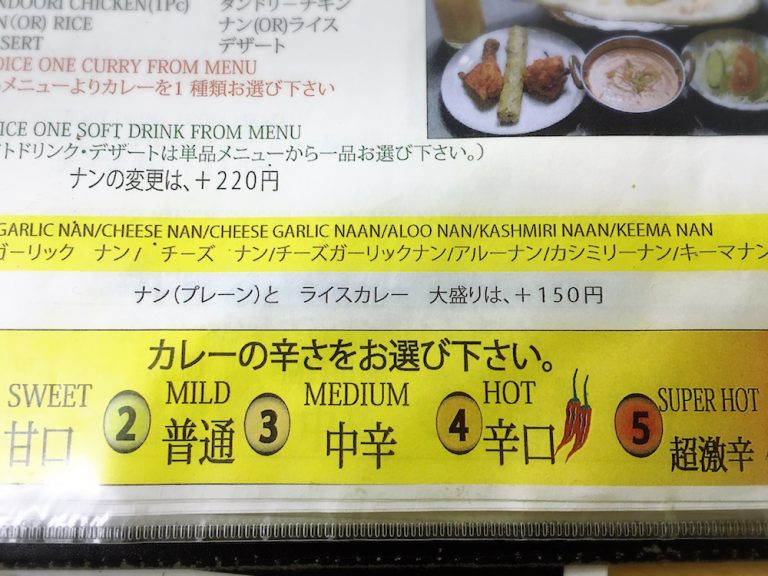 NDOORI CHICKEN(1Pc) タンドリーチキン
N(OR) RICE ナン(OR)ライス
SSERT デザート
OICE ONE CURRY FROM MENU
メニューよりカレーを1種類お選び下さい
ICE ONE SOFT DRINK FROM MENU
トドリンク・デザートは単品メニューから一品お選び下さい。)
ナンの変更は、+220円
GARLIC NAN/CHEESE NAN/CHEESE GARLIC NAAN/ALOO NAN/KASHMIRI NAAN/KEEMA NAN
ガーリック ナン/ チーズ ナン/チーズガーリックナン/アルーナン/カシミリーナン/キーマナン
ナン(プレーン)と ライスカレー 大盛りは、+150円
カレーの辛さをお選び下さい。
SWEET 2 MILD 3 MEDIUM 4 HOT 5 SUPER HOT
甘口 普通 中辛 辛口 超激辛